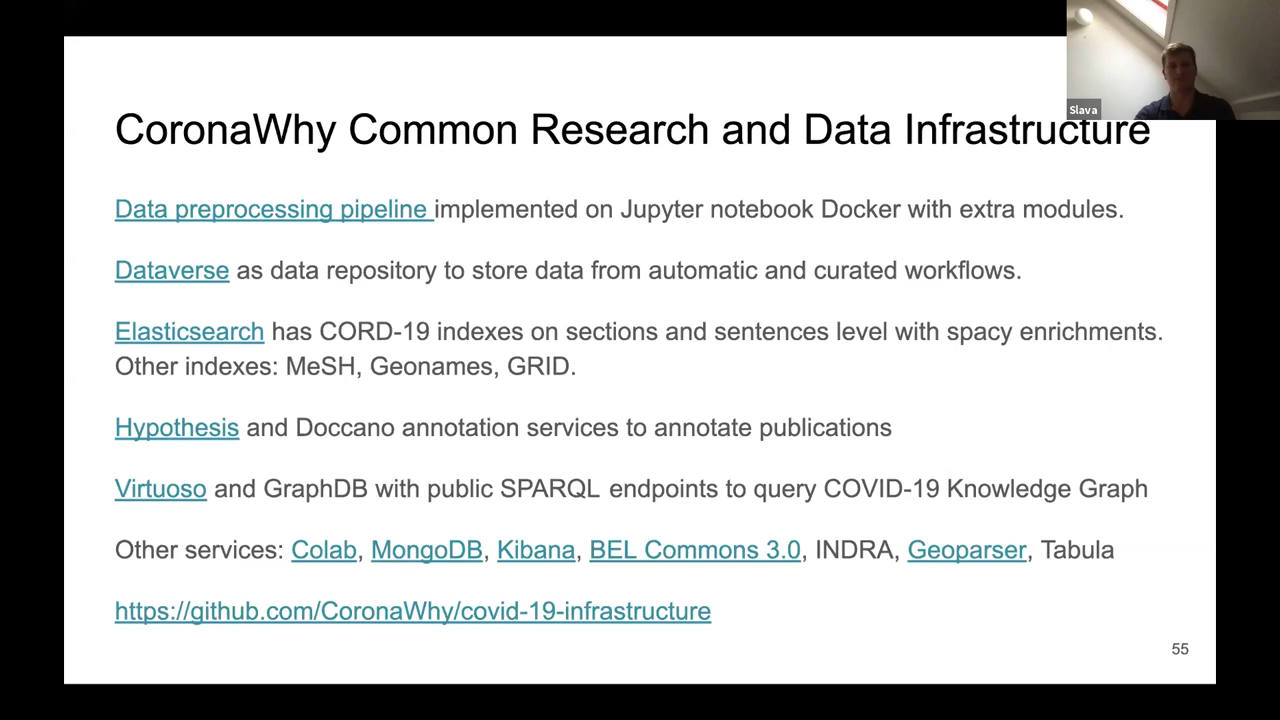 Slava
CoronaWhy Common Research and Data Infrastructure
Data preprocessing pipeline implemented on Jupyter notebook Docker with extra modules.
Dataverse as data repository to store data from automatic and curated workflows.
Elasticsearch has CORD-19 indexes on sections and sentences level with spacy enrichments.
Other indexes: MeSH, Geonames, GRID.
Hypothesis and Doccano annotation services to annotate publications
Virtuoso and GraphDB with public SPARQL endpoints to query COVID-19 Knowledge Graph
Other services: Colab, MongoDB, Kibana, BEL Commons 3.0, INDRA, Geoparser, Tabula
https://github.com/CoronaWhy/covid-19-infrastructure
55